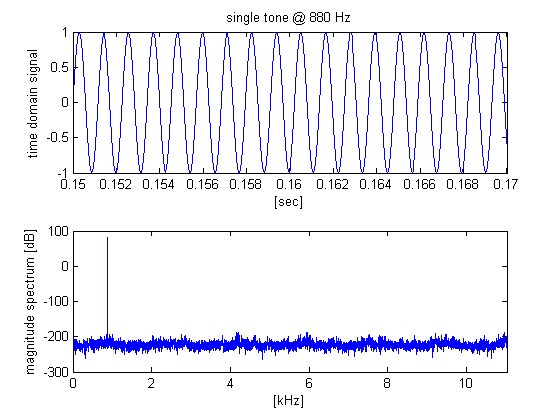 single tone @ 880 Hz
time domain signal
1
0.5
0
-0.5
-1
0.15 0.152 0.154 0.156 0.158 0.16 0.162 0.164 0.166 0.168 0.17
[sec]
magnitude spectrum [dB]
100
0
-100
-200
-300
0 2 4 6 8 10
[kHz]